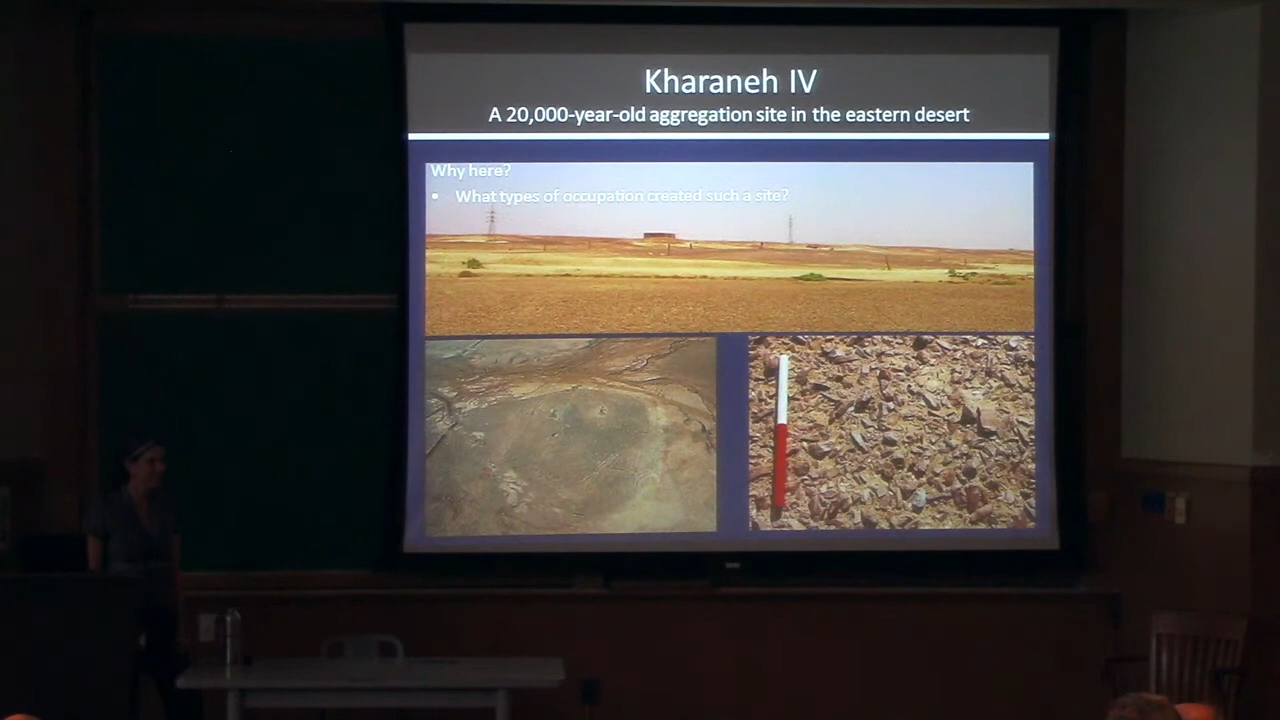 Kharaneh IV
A 20,000-year-old aggregation site in the eastern desert
Why here?
• What types of occupation created such a site?